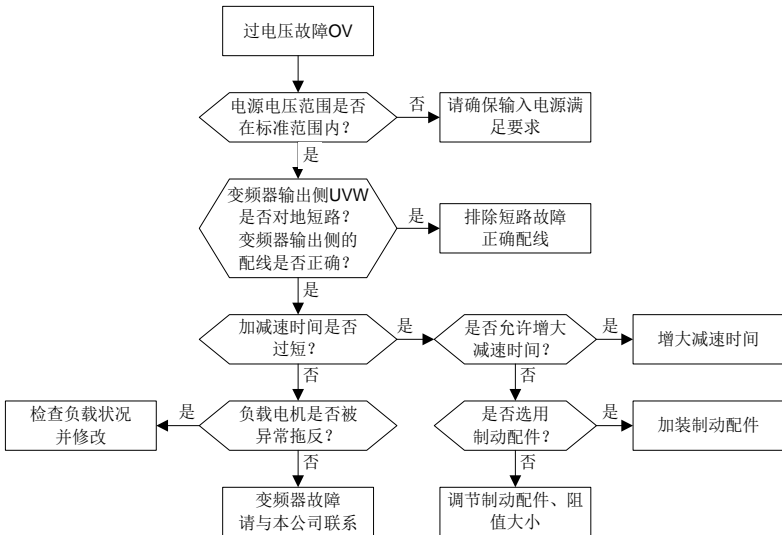 过电压故障OV
电源电压范围是否
在标准范围内？
否
请确保输入电源满
足要求
是
变频器输出侧UVW
是否对地短路？
变频器输出侧的
配线是否正确？
是
排除短路故障
正确配线
是
加减速时间是否
过短？
是
是否允许增大
减速时间？
是
增大减速时间
否
否
检查负载状况
并修改
是
负载电机是否被
异常拖反？
是否选用
制动配件？
是
加装制动配件
否
否
变频器故障
请与本公司联系
调节制动配件、阻
值大小